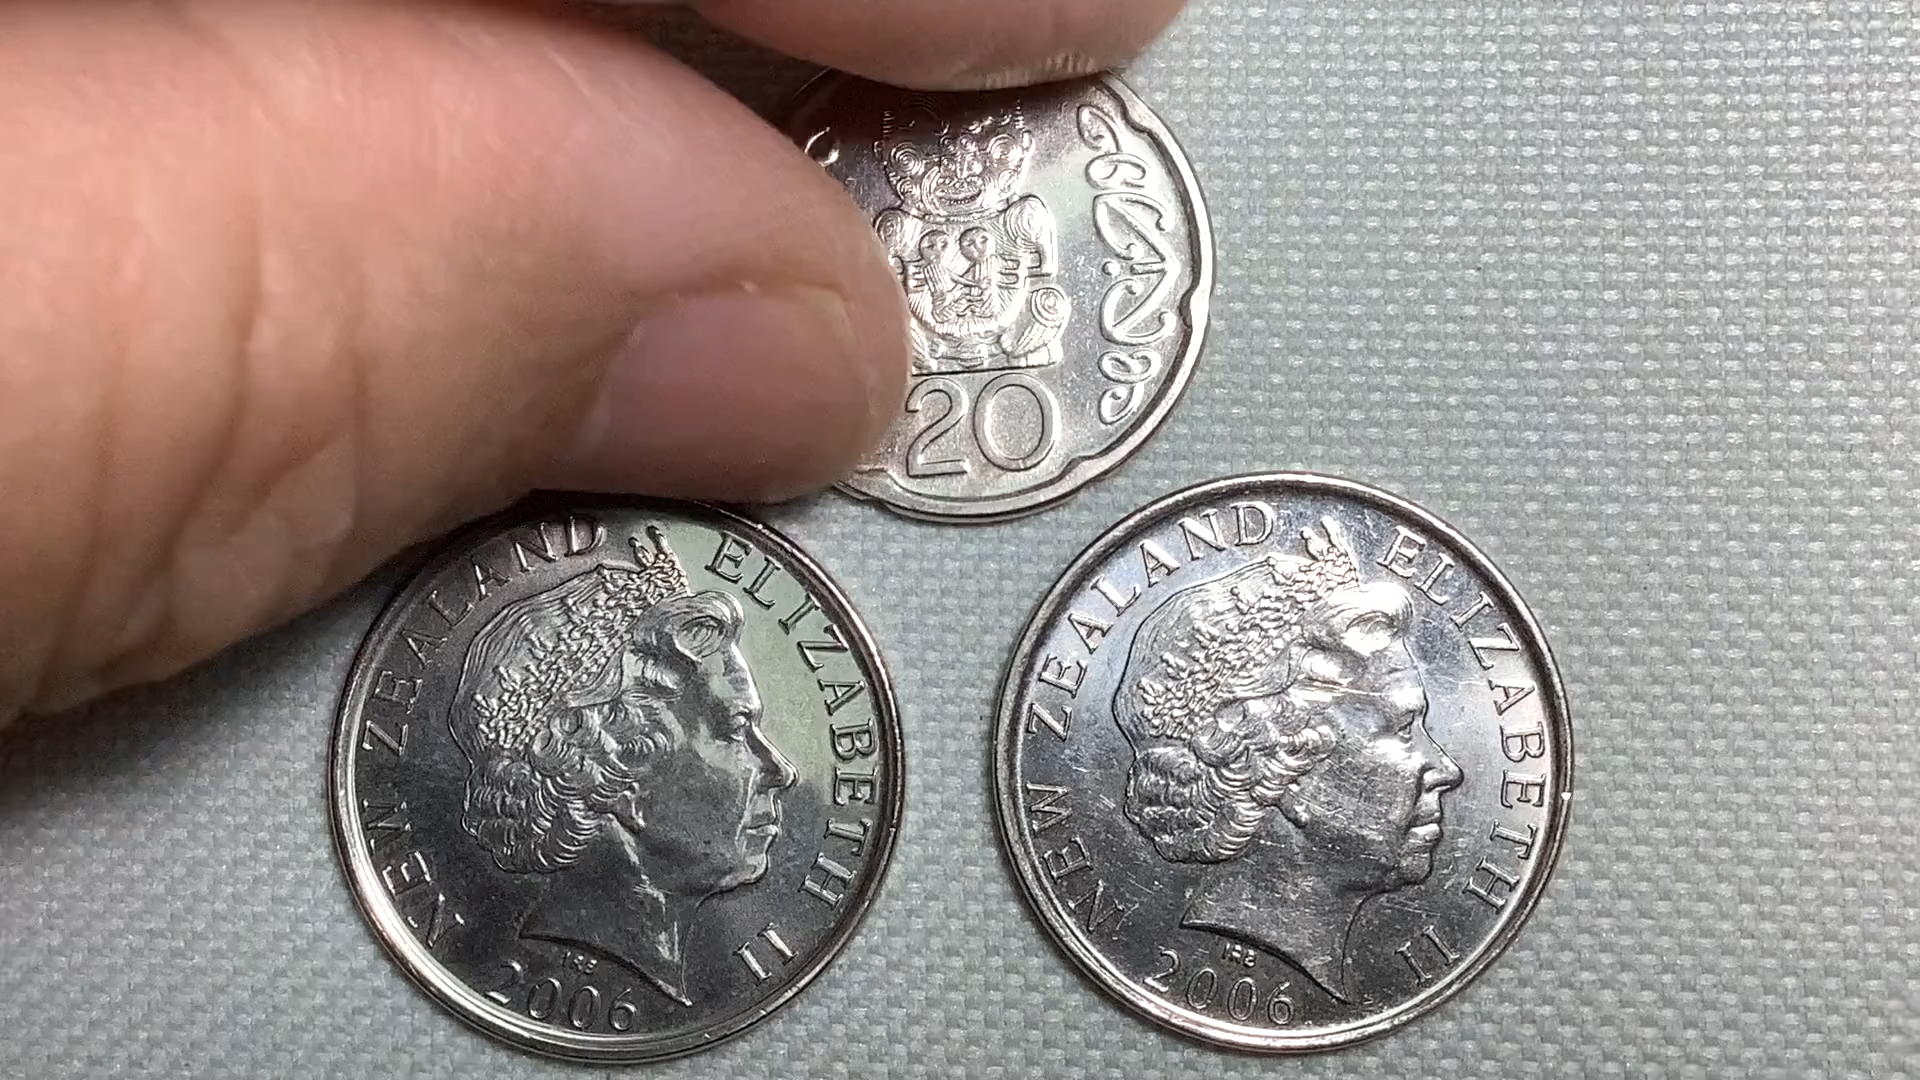 20
NEW ZEALAND ELIZABETH II
IRB
2006
NEW ZEALAND ELIZABETH II
IRB
2006